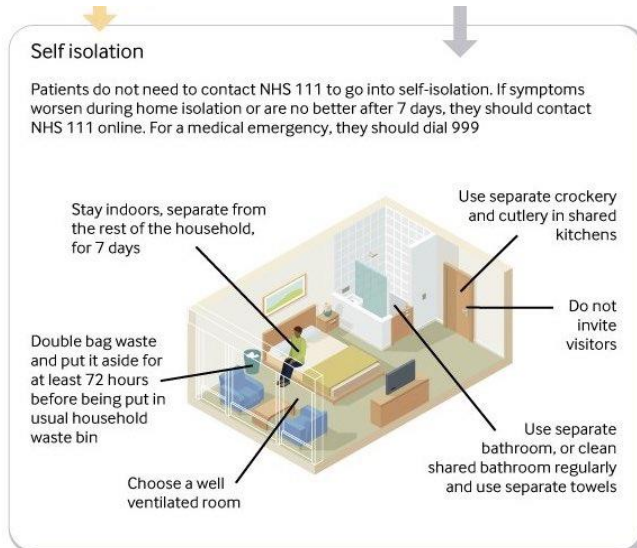 Self isolation
Patients do not need to contact NHS 111 to go into self-isolation. If symptoms
worsen during home isolation or are no better after 7 days, they should contact
NHS 111 online. For a medical emergency, they should dial 999
Stay indoors, separate from
the rest of the household,
for 7 days
Use separate crockery
and cutlery in shared
kitchens
Do not
invite
visitors
Double bag waste
and put it aside for
at least 72 hours
before being put in
usual household
waste bin
Choose a well
ventilated room
Use separate
bathroom, or clean
shared bathroom regularly
and use separate towels